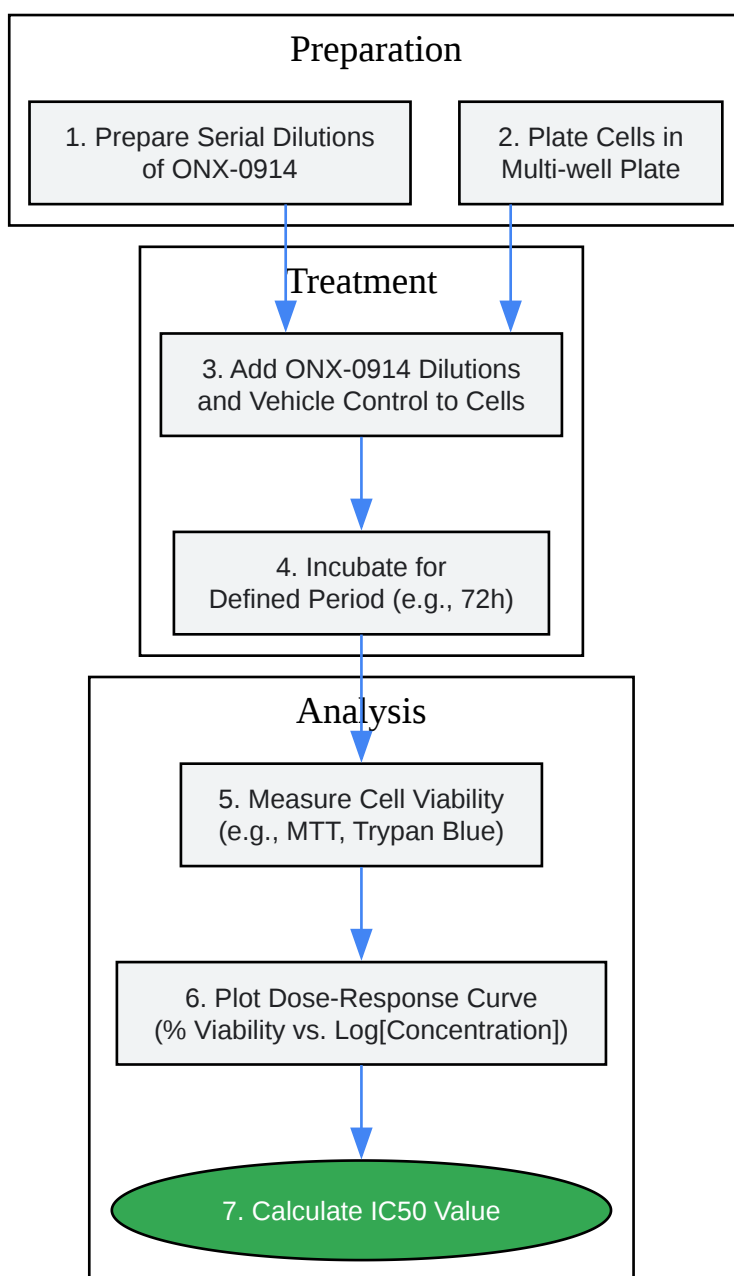 Preparation
1. Prepare Serial Dilutions
of ONX-0914
2. Plate Cells in
Multi-well Plate
Treatment
3. Add ONX-0914 Dilutions
and Vehicle Control to Cells
4. Incubate for
Defined Period (e.g., 72h)
Analysis
5. Measure Cell Viability
(e.g., MTT, Trypan Blue)
6. Plot Dose-Response Curve
(% Viability vs. Log[Concentration])
7. Calculate IC50 Value